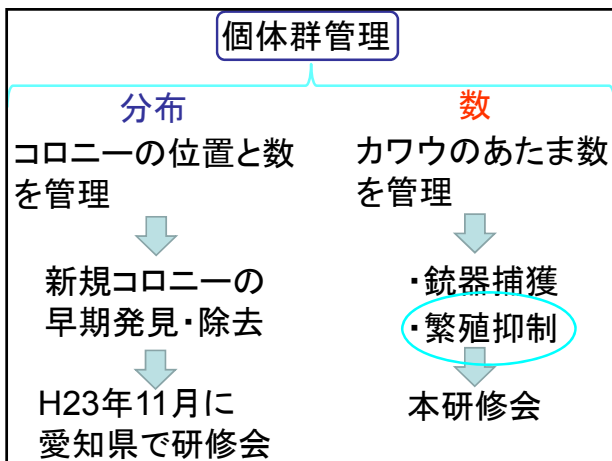 個体群管理
分布
コロニーの位置と数
を管理
新規コロニーの
早期発見・除去
H23年11月に
愛知県で研修会
数
カワウのあたま数
を管理
・銃器捕獲
・繁殖抑制
本研修会